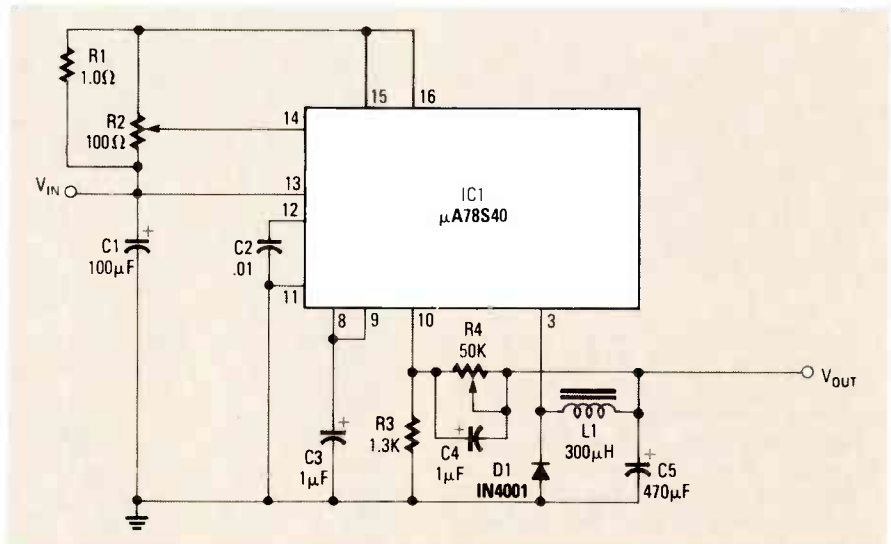 R1
1.0Ω
R2
100Ω
15
16
14
V_IN
13
12
11
IC1
μA78S40
C1
+
100μF
C2
.01
8
9
10
3
R4
50K
V_OUT
R3
1.3K
+
C4
1μF
L1
300μH
C3
+
1μF
D1
IN4001
+
C5
470μF